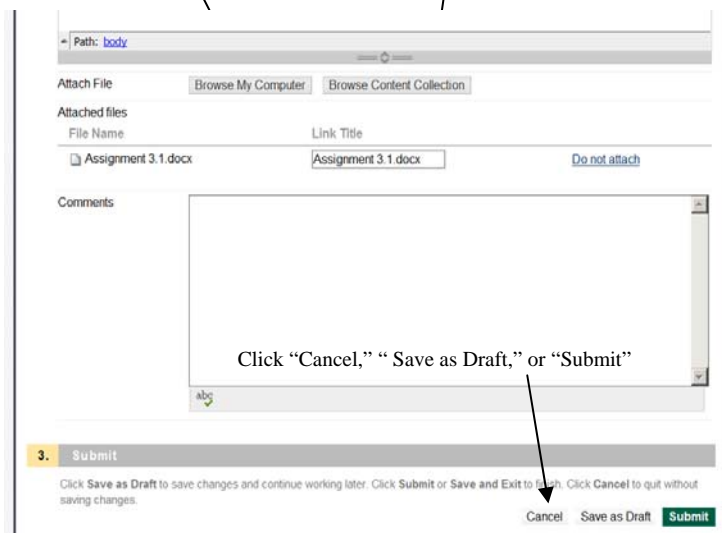 Path: body
Attach File Browse My Computer Browse Content Collection
Attached files
File Name Link Title
Assignment 3.1.docx Assignment 3.1.docx Do not attach
Comments
Click “Cancel,” “ Save as Draft,” or “Submit”
abc
3. Submit
Click Save as Draft to save changes and continue working later. Click Submit or Save and Exit to finish. Click Cancel to quit without
saving changes.
Cancel Save as Draft Submit